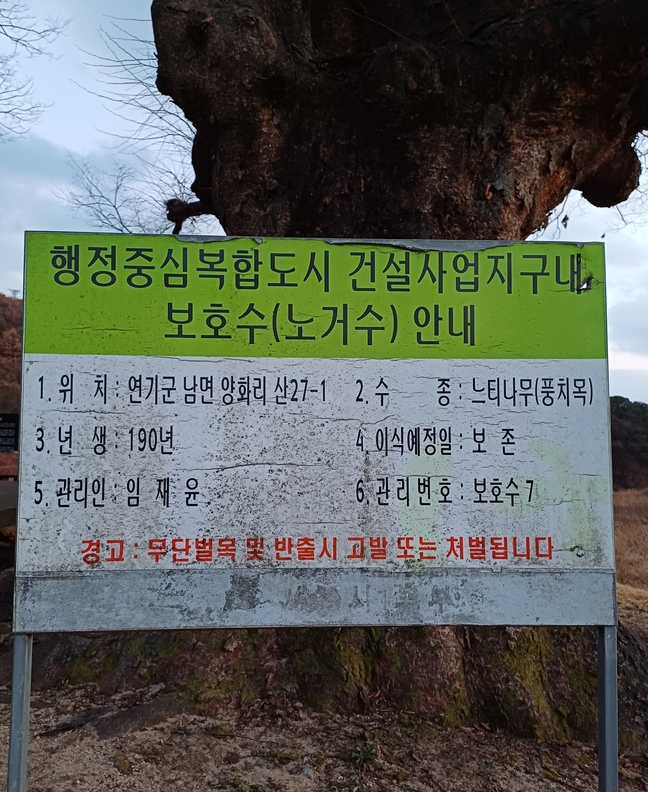 행정중심복합도시 건설사업지구내
보호수(노거수) 안내
1. 위 치 : 연기군 남면 양화리 산27-1 2. 수 종 : 느티나무(풍치목)
3. 년 생 : 190년 4. 이식예정일 : 보 존
5. 관리인 : 임 재 윤 6. 관리번호 : 보호수 7
경고 : 무단벌목 및 반출시 고발 또는 처벌됩니다